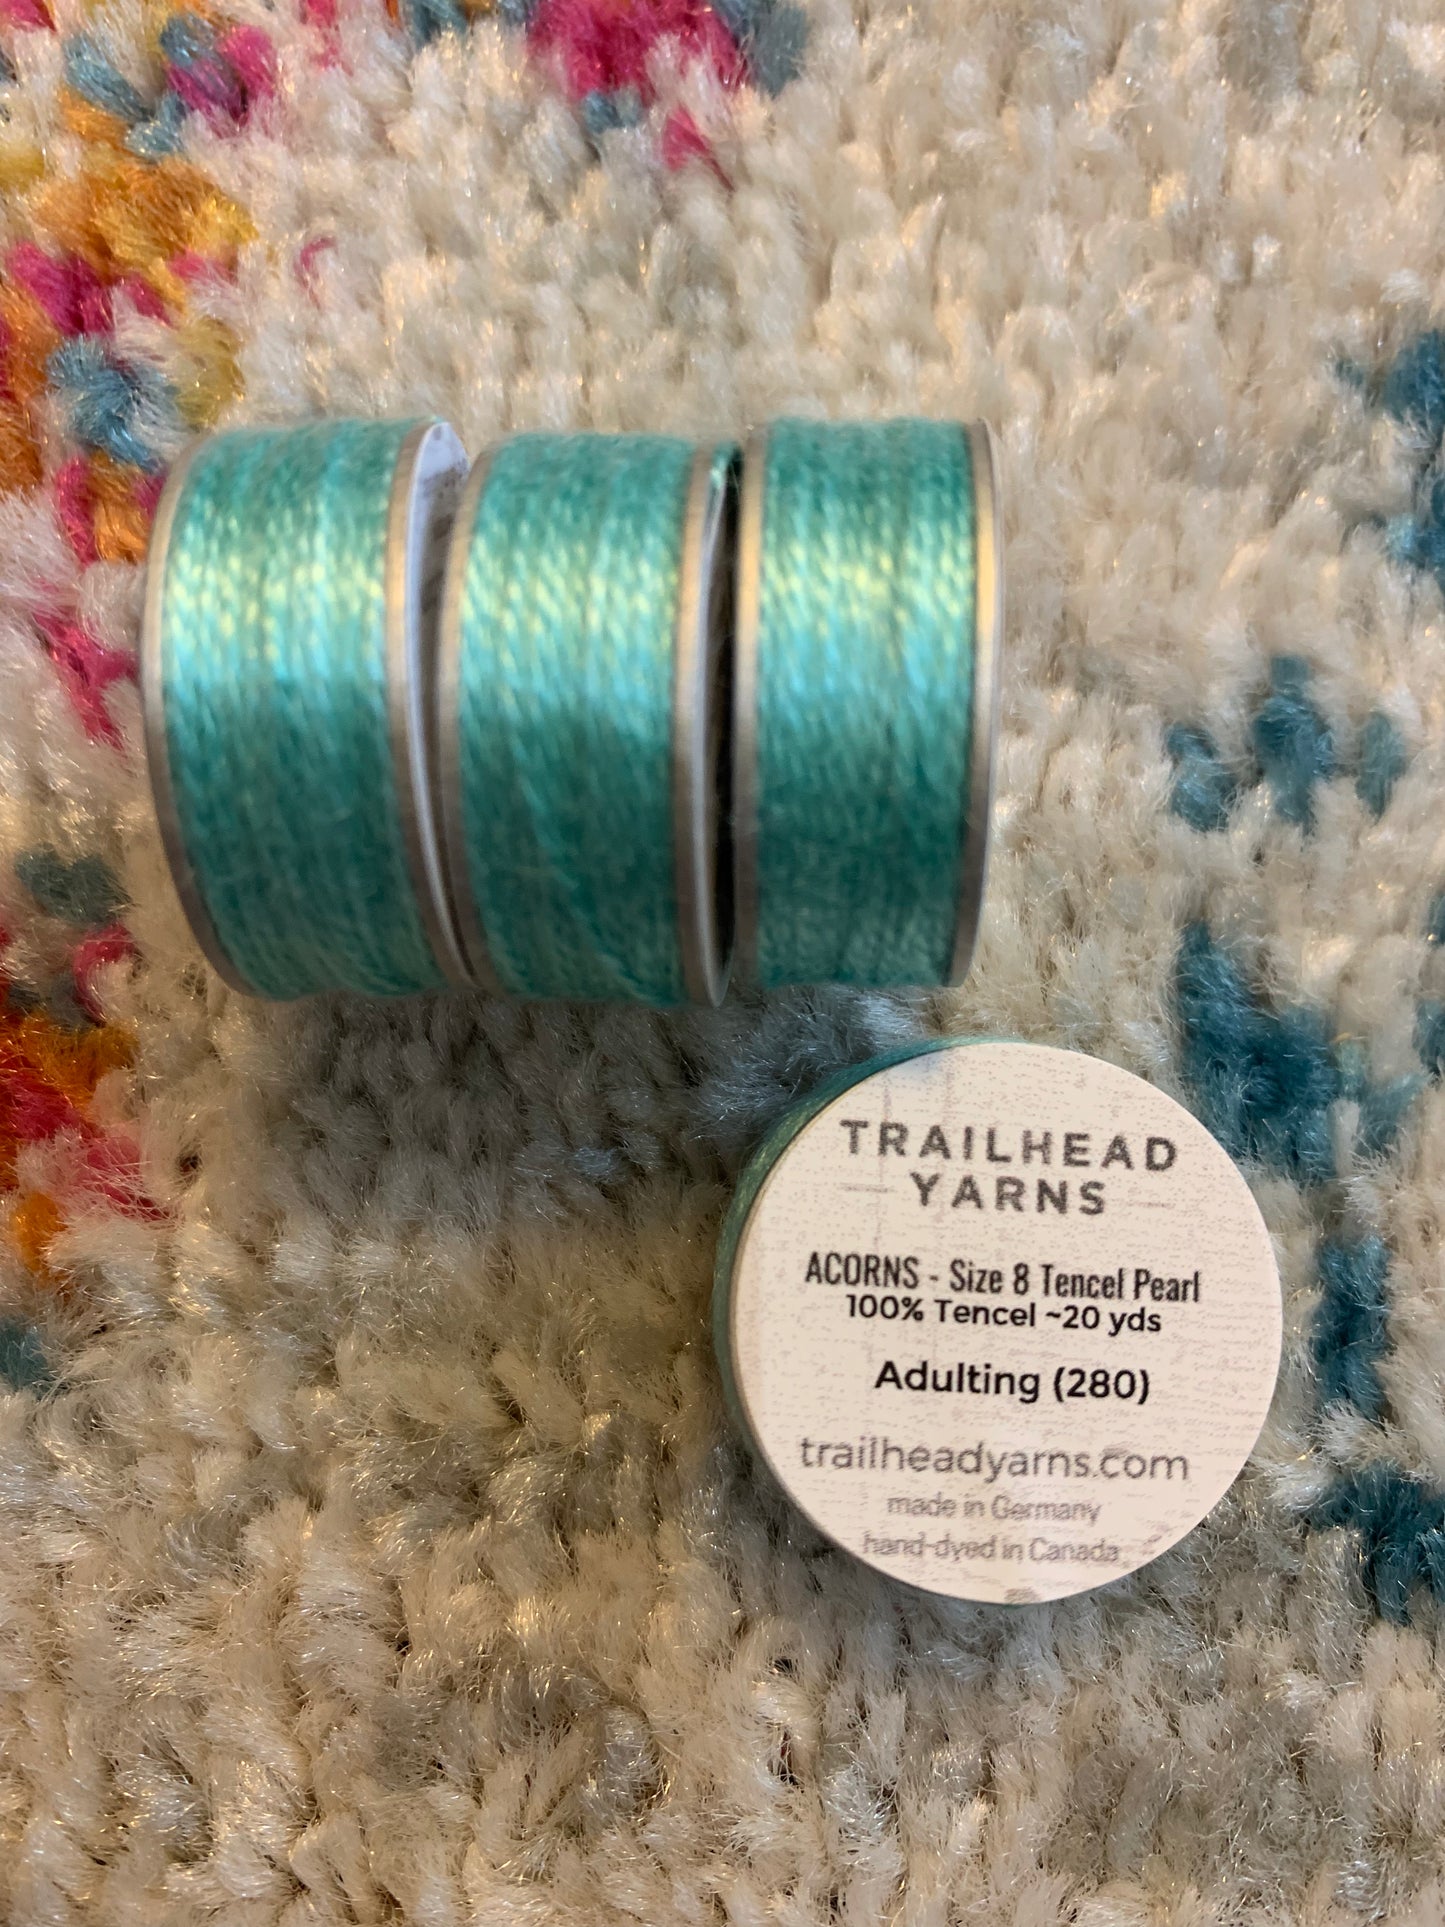 TRAILHEAD
YARNS
ACORNS - Size 8 Tencel Pearl
100% Tencel ~20 yds
Adulting (280)
trailheadyarns.com
made in Germany
hand-dyed in Canada